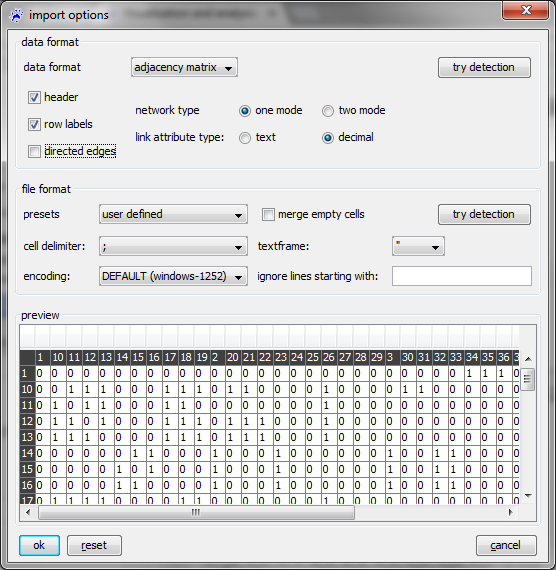 import options
data format
data format
adjacency matrix
try detection
header
network type
one mode
two mode
row labels
link attribute type:
text
decimal
directed edges
file format
presets
user defined
merge empty cells
try detection
cell delimiter:
;
textframe:
"
encoding:
DEFAULT (windows-1252)
ignore lines starting with:
preview
1 10 11 12 13 14 15 16 17 18 19 2 20 21 22 23 24 25 26 27 28 29 3 30 31 32 33 34 35 36 3
1 0 0 0 0 0 0 0 0 0 0 0 0 0 0 0 0 0 0 0 0 0 0 0 0 0 0 0 1 1 1 0
10 0 0 1 1 1 0 0 0 1 1 1 0 1 1 0 0 0 0 1 0 0 0 0 1 1 0 0 0 0 0 0
11 0 1 0 1 1 0 0 0 1 1 0 0 0 0 0 0 0 0 1 0 0 0 0 0 0 0 0 0 0 0 0
12 0 1 1 0 1 0 0 0 1 1 1 0 1 1 1 0 0 0 1 0 0 0 0 0 0 0 0 0 0 0 0
13 0 1 1 1 0 0 0 0 1 1 1 0 1 1 1 0 0 0 1 0 0 0 0 0 0 0 0 0 0 0 0
14 0 0 0 0 0 0 1 1 0 0 0 1 0 0 0 1 0 0 0 0 0 0 1 0 0 1 1 0 0 0 0
15 0 0 0 0 0 1 0 1 0 0 0 1 0 0 0 1 0 0 0 0 0 0 1 0 0 1 1 0 0 0 0
16 0 0 0 0 0 1 1 0 0 0 0 1 0 0 0 1 0 0 0 0 0 0 1 0 0 1 1 0 0 0 0
17
ok
reset
cancel